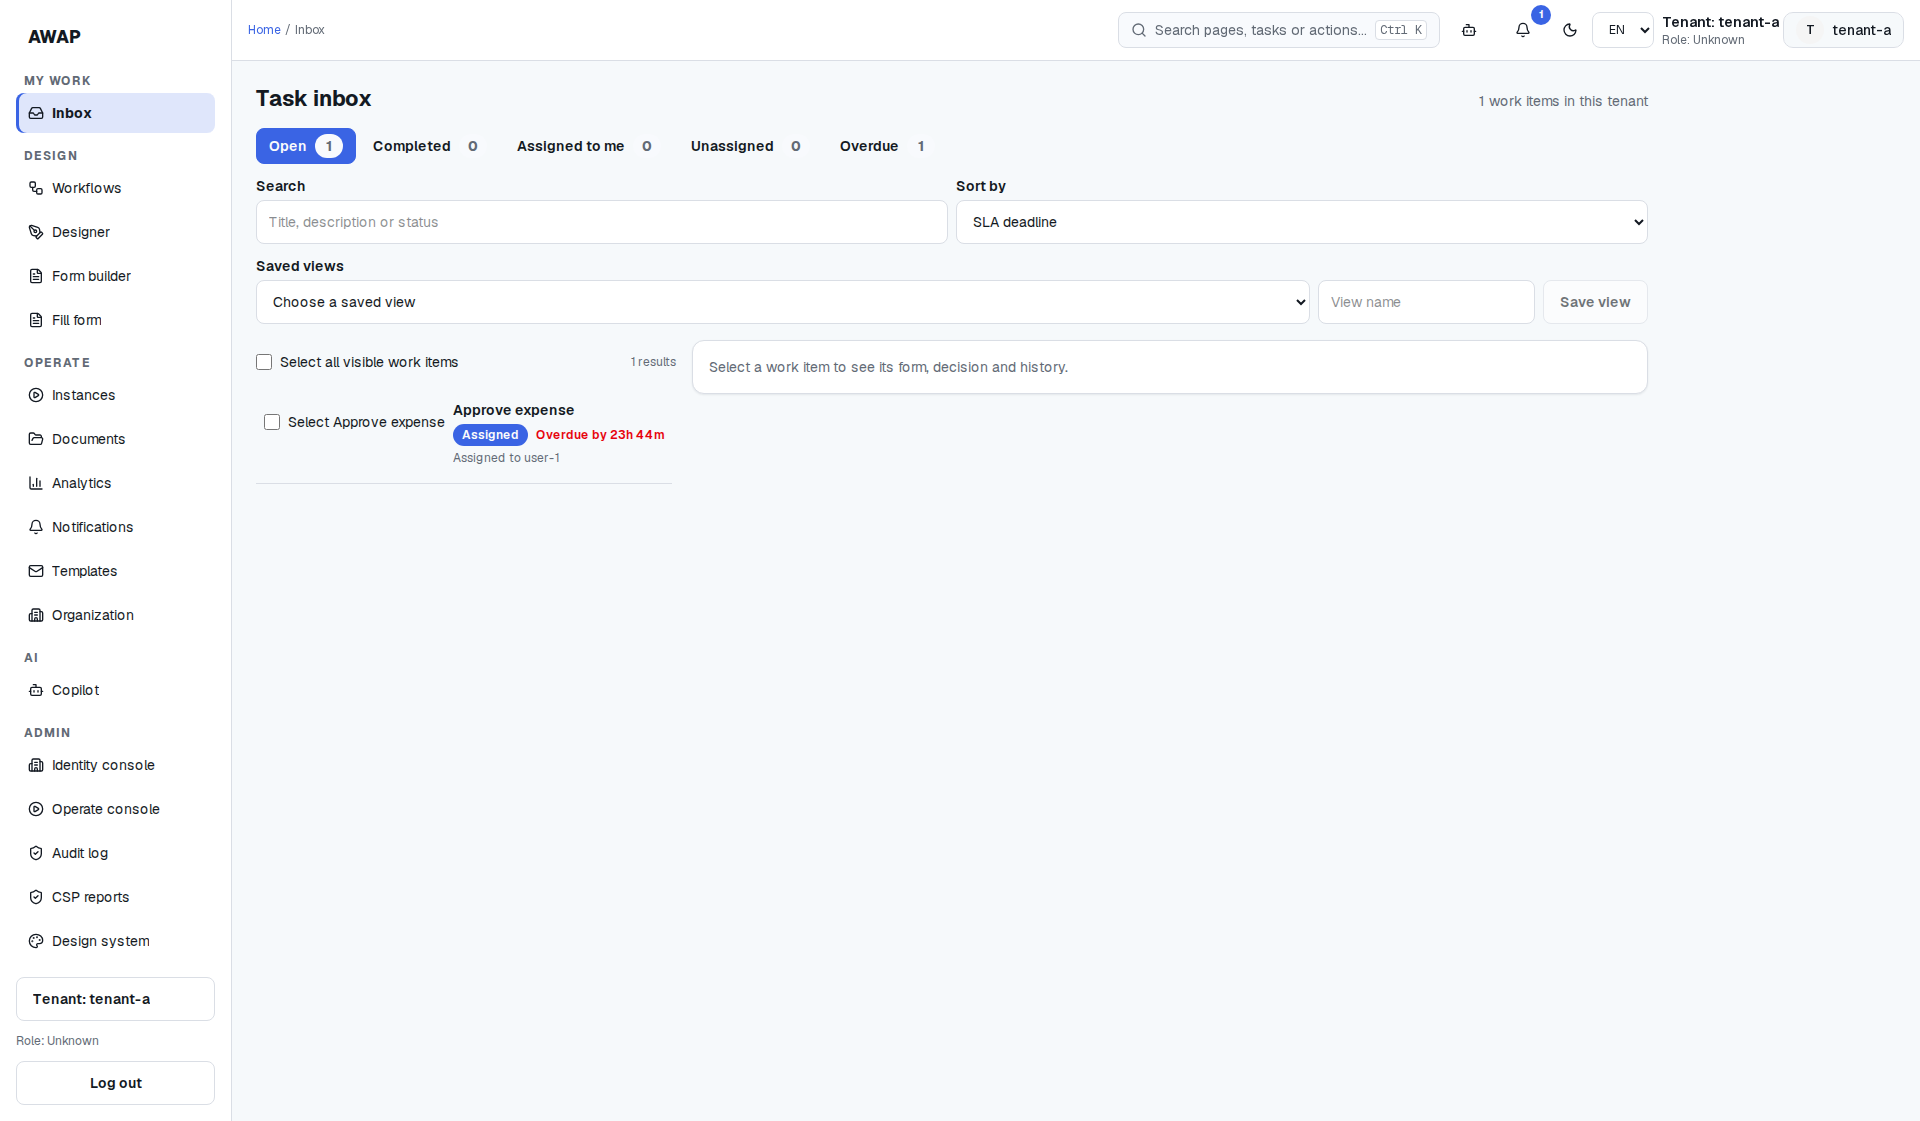 AWAP
MY WORK
Inbox
DESIGN
Workflows
Designer
Form builder
Fill form
OPERATE
Instances
Documents
Analytics
Notifications
Templates
Organization
AI
Copilot
ADMIN
Identity console
Operate console
Audit log
CSP reports
Design system
Tenant: tenant-a
Role: Unknown
Log out
Home / Inbox
Search pages, tasks or actions... Ctrl K
1
EN
Tenant: tenant-a
Role: Unknown
T tenant-a
Task inbox
1 work items in this tenant
Open 1 Completed 0 Assigned to me 0 Unassigned 0 Overdue 1
Search
Title, description or status
Sort by
SLA deadline
Saved views
Choose a saved view
View name
Save view
Select all visible work items
1 results
Select Approve expense
Approve expense
Assigned Overdue by 23h 44m
Assigned to user-1
Select a work item to see its form, decision and history.